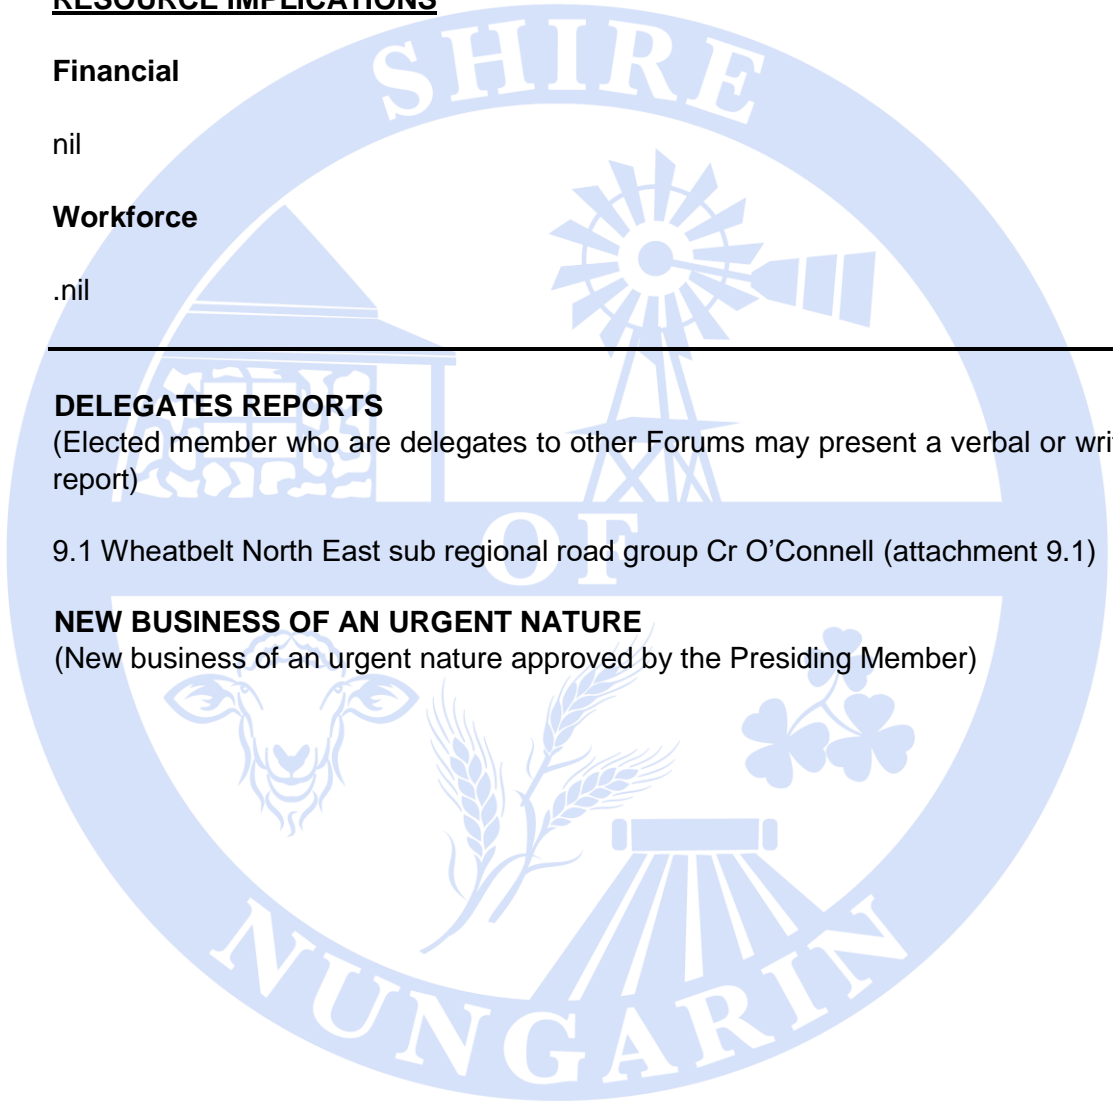 RESOURCE IMPLICATIONS
Financial
nil
Workforce
.nil
DELEGATES REPORTS
(Elected member who are delegates to other Forums may present a verbal or
report)
9.1 Wheatbelt North East sub regional road group Cr O’Connell (attachment 9.1)
NEW BUSINESS OF AN URGENT NATURE
(New business of an urgent nature approved by the Presiding Member)
SHIRE
OF
NUNGARIN